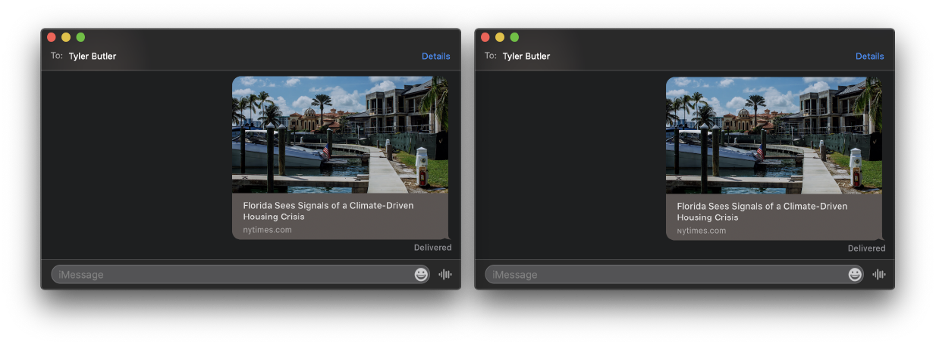 To: Tyler Butler
Details
Florida Sees Signals of a Climate-Driven
Housing Crisis
nytimes.com
Delivered
iMessage
To: Tyler Butler
Details
Florida Sees Signals of a Climate-Driven
Housing Crisis
nytimes.com
Delivered
iMessage